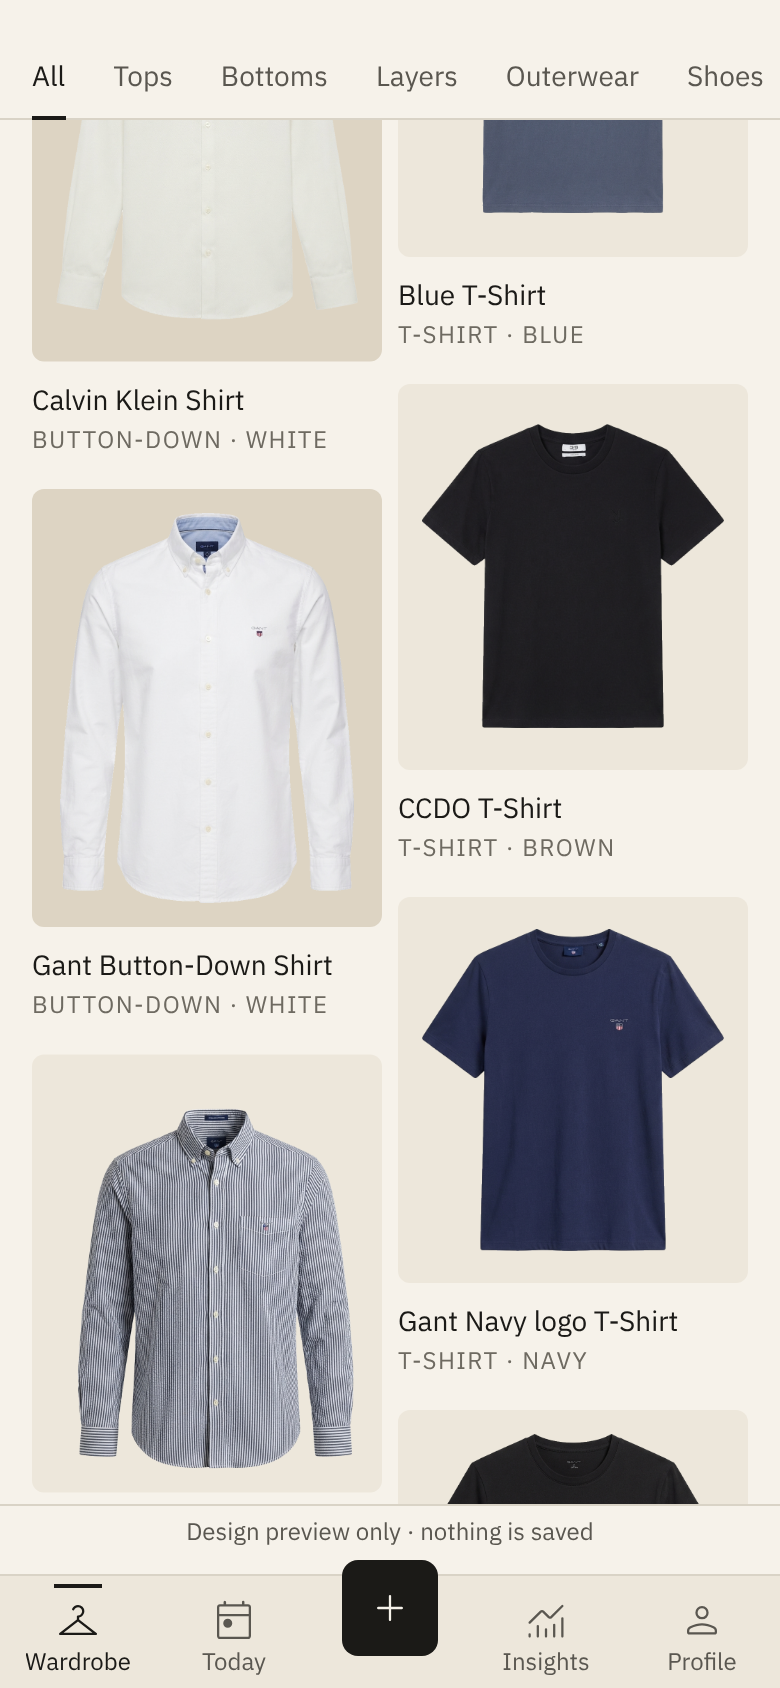 All Tops Bottoms Layers Outerwear Shoes
Calvin Klein Shirt
BUTTON-DOWN · WHITE
Gant Button-Down Shirt
BUTTON-DOWN · WHITE
Blue T-Shirt
T-SHIRT · BLUE
CCDO T-Shirt
T-SHIRT · BROWN
GANT
Gant Navy logo T-Shirt
T-SHIRT · NAVY
Design preview only · nothing is saved
Wardrobe Today Insights Profile